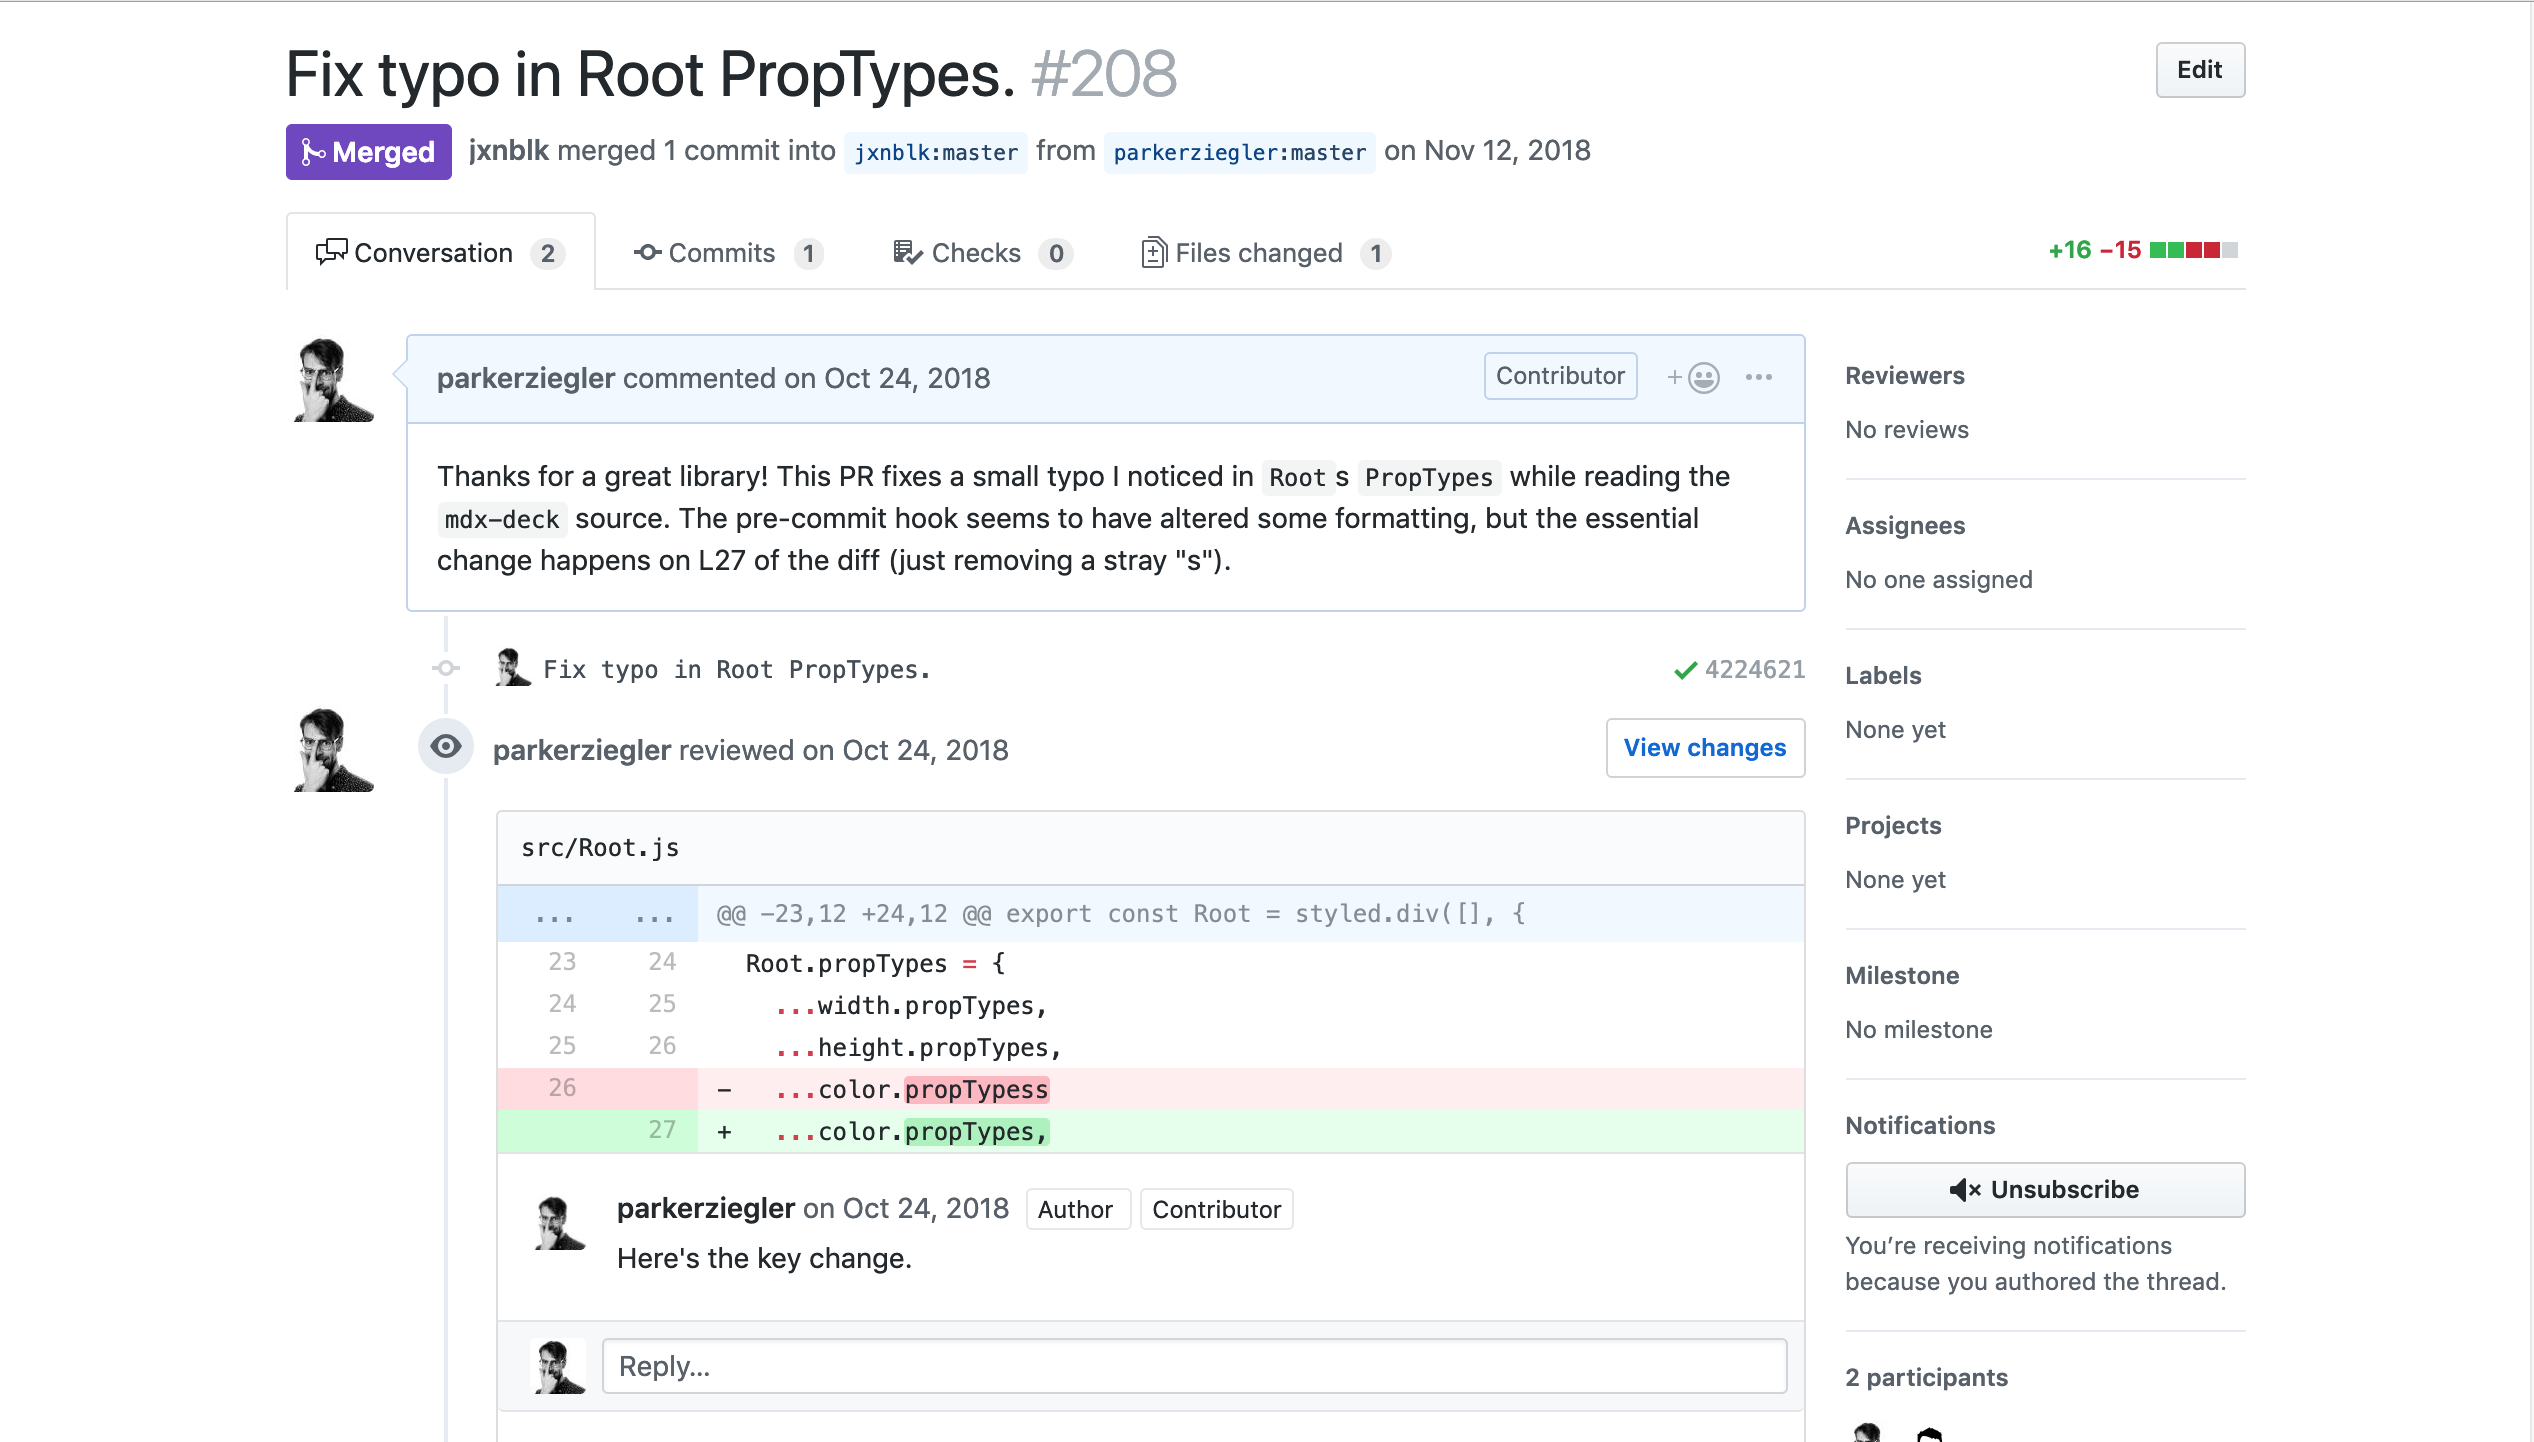 Fix typo in Root PropTypes. #208
Edit
Merged
jxnblk merged 1 commit into jxnblk:master from parkerziegler:master on Nov 12, 2018
Conversation 2
Commits 1
Checks 0
Files changed 1
+16 −15
parkerziegler commented on Oct 24, 2018
Contributor
+
...
Thanks for a great library! This PR fixes a small typo I noticed in Root s PropTypes while reading the
mdx-deck source. The pre-commit hook seems to have altered some formatting, but the essential
change happens on L27 of the diff (just removing a stray "s").
Fix typo in Root PropTypes.
4224621
parkerziegler reviewed on Oct 24, 2018
View changes
src/Root.js
... ... @@ -23,12 +24,12 @@ export const Root = styled.div([], {
23 24 Root.propTypes = {
24 25 ...width.propTypes,
25 26 ...height.propTypes,
26 - ...color.propTypess
27 + ...color.propTypes,
parkerziegler on Oct 24, 2018 Author Contributor
Here's the key change.
Reply...
Reviewers
No reviews
Assignees
No one assigned
Labels
None yet
Projects
None yet
Milestone
No milestone
Notifications
Unsubscribe
You’re receiving notifications
because you authored the thread.
2 participants